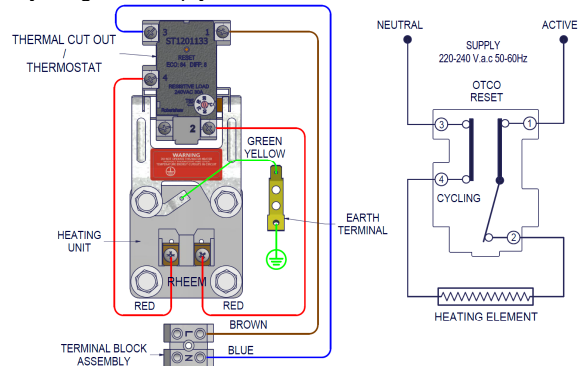 THERMAL CUT OUT
/
THERMOSTAT
3
1
ST1201133
RESET
4
RESISTIVE LOAD
2
WARNING
GREEN
YELLOW
EARTH
TERMINAL
HEATING
UNIT
RHEEM
RED
RED
BROWN
BLUE
L
N
TERMINAL BLOCK
ASSEMBLY
NEUTRAL
ACTIVE
SUPPLY
220-240 V.a.c 50-60Hz
OTCO
RESET
3
1
4
CYCLING
2
HEATING ELEMENT